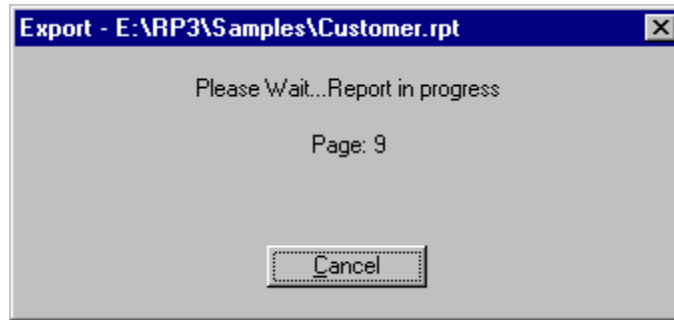 Export - E:\RP3\Samples\Customer.rpt
Please Wait...Report in progress
Page: 9
Cancel